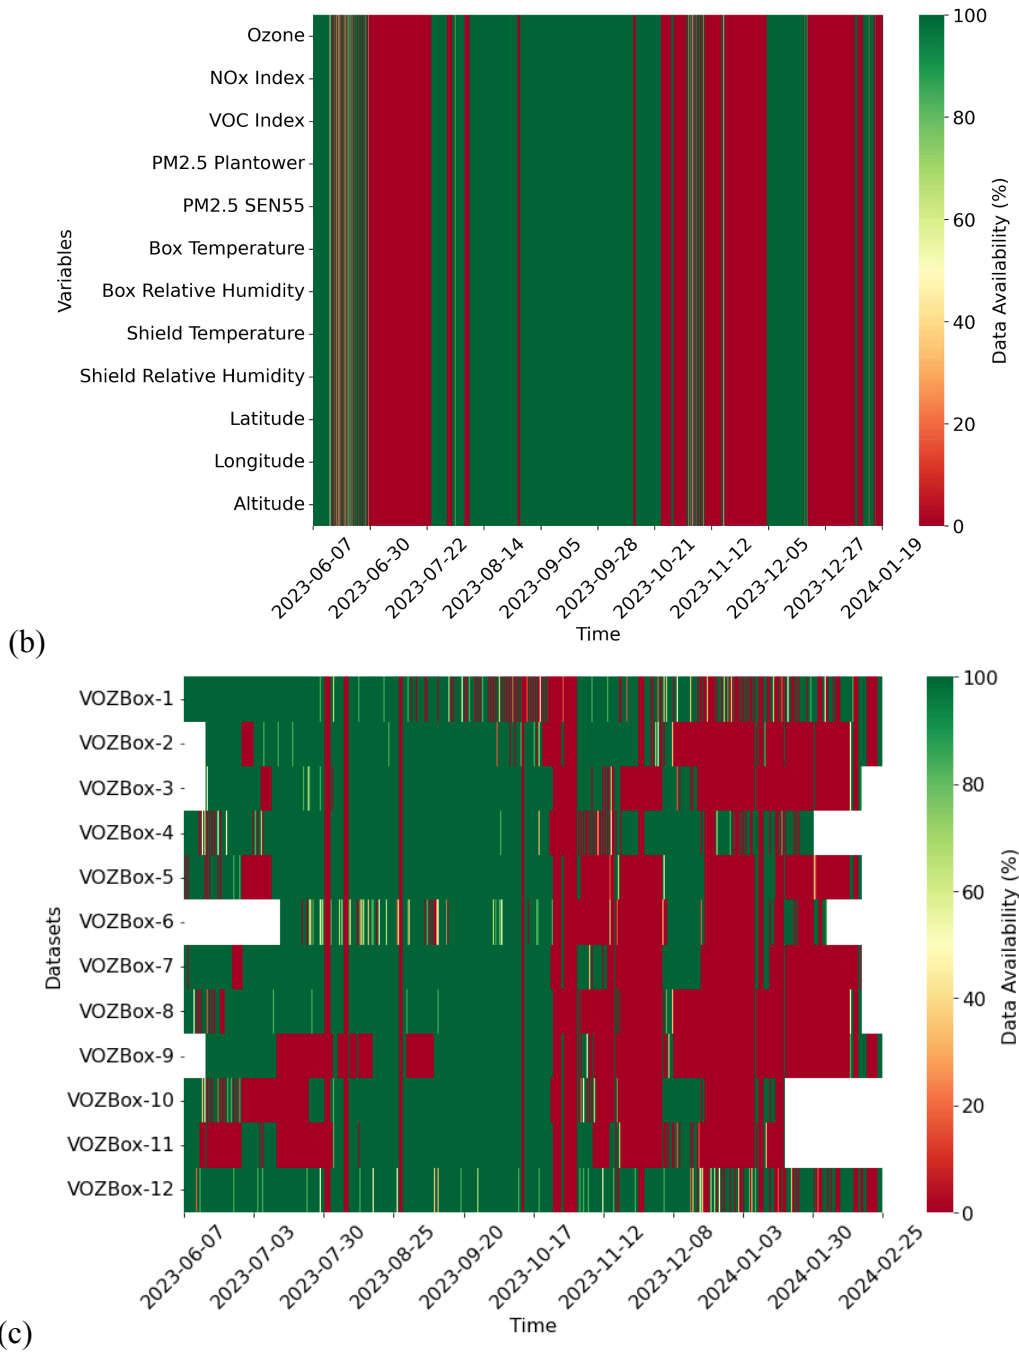 Variables
Ozone
NOx Index
VOC Index
PM2.5 Plantower
PM2.5 SEN55
Box Temperature
Box Relative Humidity
Shield Temperature
Shield Relative Humidity
Latitude
Longitude
Altitude
2023-06-07
2023-06-30
2023-07-22
2023-08-14
2023-09-05
2023-09-28
2023-10-21
2023-11-12
2023-12-05
2023-12-27
2024-01-19
Time
100
80
60
40
20
0
Data Availability (%)
(b)
Datasets
VOZBox-1
VOZBox-2
VOZBox-3
VOZBox-4
VOZBox-5
VOZBox-6
VOZBox-7
VOZBox-8
VOZBox-9
VOZBox-10
VOZBox-11
VOZBox-12
2023-06-07
2023-07-03
2023-07-30
2023-08-25
2023-09-20
2023-10-17
2023-11-12
2023-12-08
2024-01-03
2024-01-30
2024-02-25
Time
100
80
60
40
20
0
Data Availability (%)
(c)